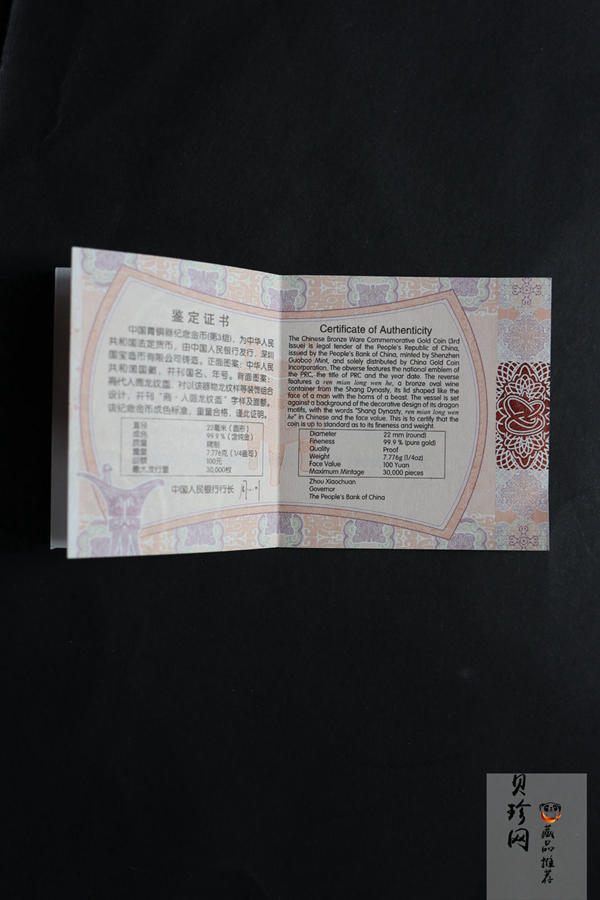 鉴定证书
中国青铜器纪念金币(第3组)，为中华人民
共和国法定货币，由中国人民银行发行，深圳
国宝造币有限公司铸造。正面图案：中华人民
共和国国徽，并刊国名、年号。背面图案：
商代人面龙纹盉，衬以该器物龙纹样等装饰组合
设计，并刊“商·人面龙纹盉”字样及面额。
该纪念金币成色标准，重量合格，谨此证明。
直径 22毫米（圆形）
成色 99.9％（含纯金）
质量 精制
重量 7.776克（1/4盎司）
面额 100元
最大发行量 30,000枚
中国人民银行行长
Certificate of Authenticity
The Chinese Bronze Ware Commemorative Gold Coin (3rd
Issue) is legal tender of the People's Republic of China,
issued by the People's Bank of China, minted by Shenzhen
Guobao Mint, and solely distributed by China Gold Coin
Incorporation. The obverse features the national emblem of
the PRC, the title of PRC and the year date. The reverse
features a ren mian long wen he, a bronze oval wine
container from the Shang Dynasty, its lid shaped like the
face of a man with the horns of a beast. The vessel is set
against a background of the decorative design of its dragon
motifs, with the words "Shang Dynasty, ren mian long wen
he" in Chinese and the face value. This is to certify that the
coin is up to standard as to its fineness and weight.
Diameter 22 mm (round)
Fineness 99.9 % (pure gold)
Quality Proof
Weight 7.776g (1/4oz)
Face Value 100 Yuan
Maximum Mintage 30,000 pieces
Zhou Xiaochuan
Governor
The People's Bank of China
贝珍网
藏品推荐